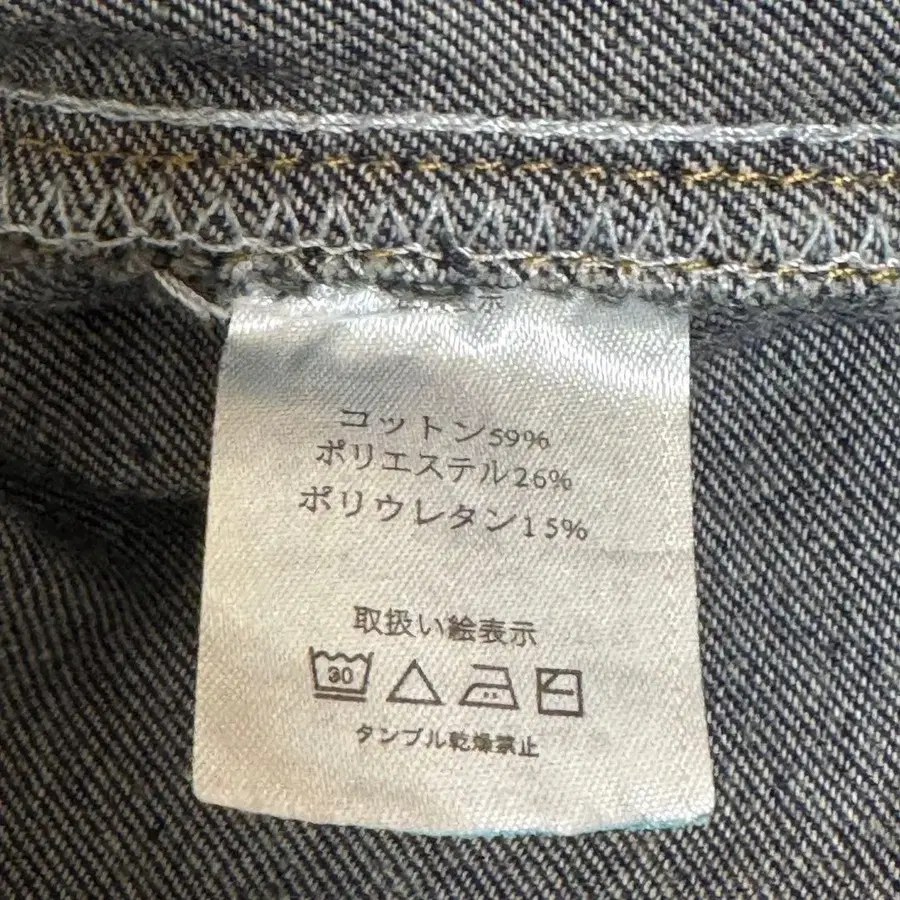 示
コットン59%
ポリエステル26%
ポリウレタン15%
取扱い絵表示
30
タンブル乾燥禁止